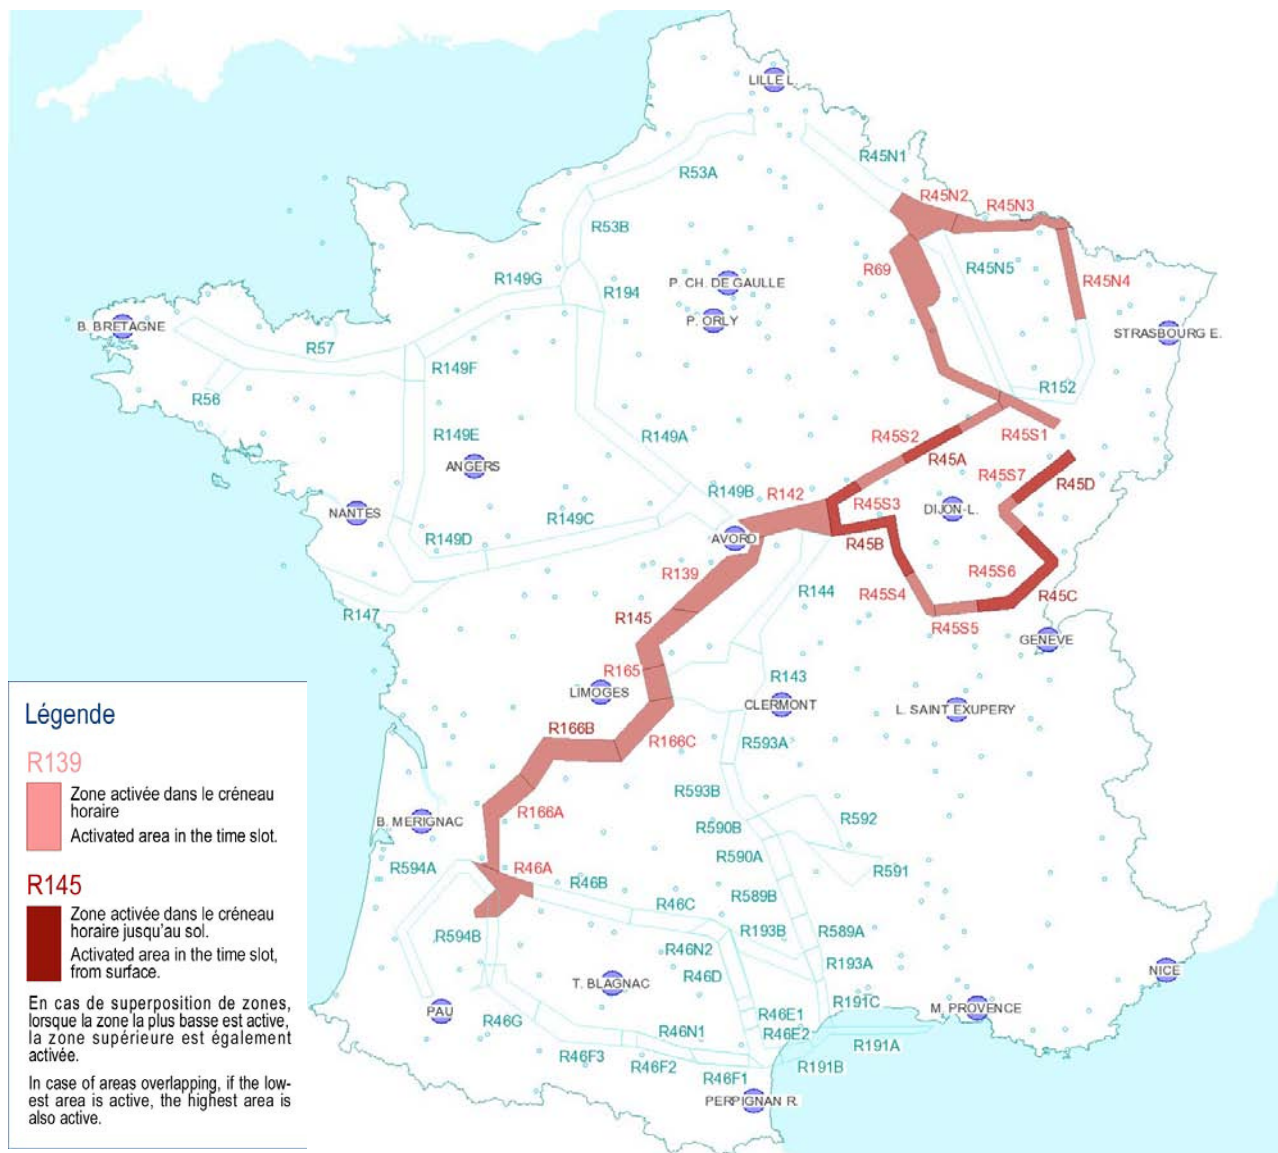 LILLE L.
R45N1
R53A
R45N2
R45N3
R53B
R69
R45N5
R149G
R194
P. CH. DE GAULLE
R45N4
B. BRETAGNE
P. ORLY
STRASBOURG E.
R57
R149F
R152
R56
R149E
R149A
R45S2
R45S1
ANGERS
R45A
R45S7
R149B
R142
R45D
NANTES
R149C
R45S3
DIJON-L.
R149D
AVORD
R45B
R139
R45S6
R147
R145
R144
R45S4
R45C
R45S5
GENEVE
R165
LIMOGES
R143
CLERMONT
L. SAINT EXUPERY
R166B
R166C
R593A
R593B
R166A
B. MERIGNAC
R590B
R592
R594A
R46A
R46B
R590A
R591
R46C
R589B
R594B
R193B
R589A
R46N2
R193A
R46D
T. BLAGNAC
NICE
PAU
R191C
M. PROVENCE
R46G
R46E1
R46N1
R46E2
R191A
R46F3
R46F2
R191B
R46F1
PERPIGNAN R.
Légende
R139
Zone activée dans le créneau
horaire
Activated area in the time slot.
R145
Zone activée dans le créneau
horaire jusqu'au sol.
Activated area in the time slot,
from surface.
En cas de superposition de zones,
lorsque la zone la plus basse est active,
la zone supérieure est également
activée.
In case of areas overlapping, if the low-
est area is active, the highest area is
also active.